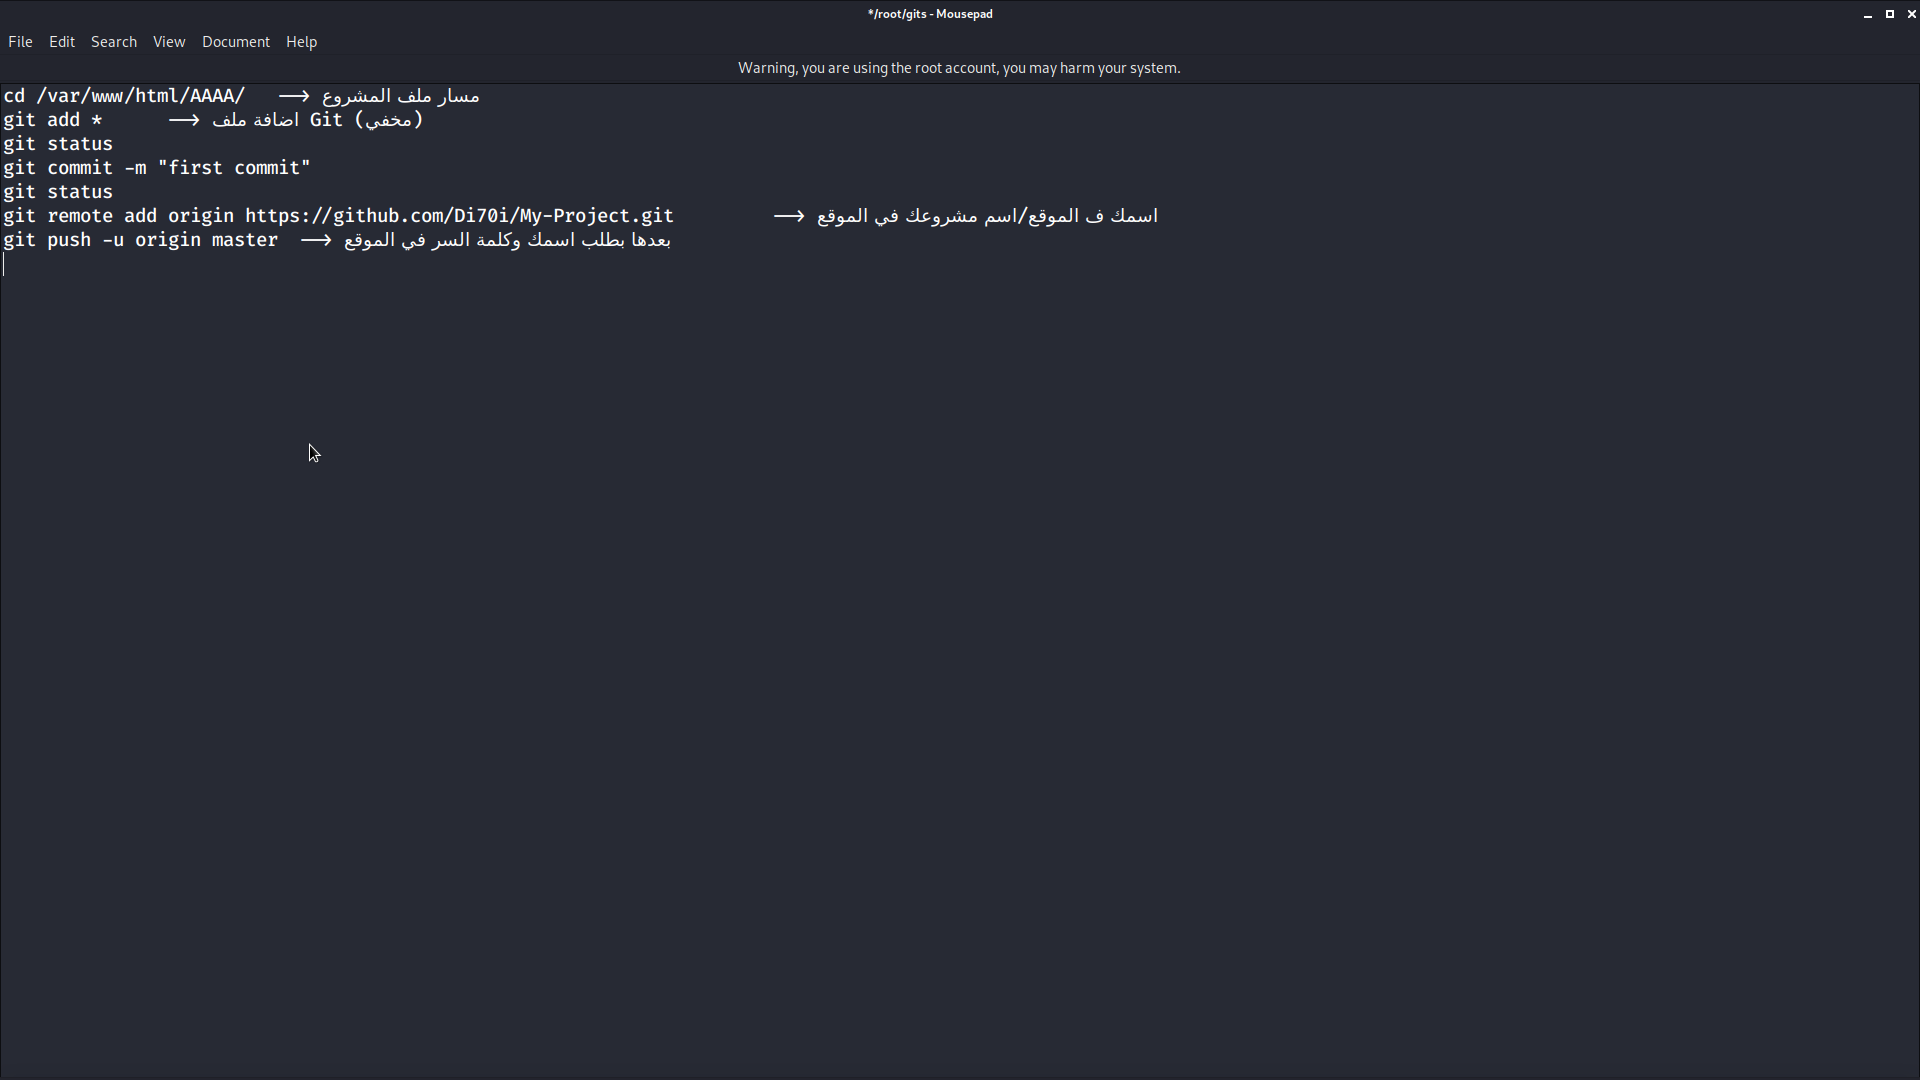 */root/gits - Mousepad
File Edit Search View Document Help
Warning, you are using the root account, you may harm your system.
cd /var/www/html/AAAA/ --> مسار ملف المشروع
git add * --> اضافة ملف Git (مخفي)
git status
git commit -m "first commit"
git status
git remote add origin https://github.com/Di70i/My-Project.git --> اسمك ف الموقع/اسم مشروعك في الموقع
git push -u origin master --> بعدها بطلب اسمك وكلمة السر في الموقع